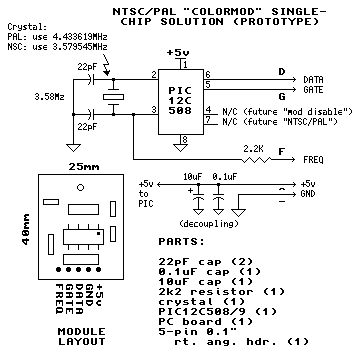 NTSC/PAL "COLORMOD" SINGLE-
CHIP SOLUTION (PROTOTYPE)
Crystal:
PAL: use 4.433619MHz
NSC: use 3.579545MHz
+5v
1
22pF
2
6
D
DATA
5
GATE
G
PIC
12C
508
3.58Mz
4
N/C (future "mod disable")
3
7
N/C (future "NTSC/PAL")
22pF
8
2.2K
F
FREQ
25mm
10uF
0.1uF
+5v
to
PIC
+
+5v
GND
C
–
(decoupling)
40mm
+5v
GND
DATA
GATE
FREQ
MODULE
LAYOUT
PARTS:
22pF cap (2)
0.1uF cap (1)
10uF cap (1)
2k2 resistor (1)
crystal (1)
PIC12C508/9 (1)
PC board (1)
5-pin 0.1"
rt. ang. hdr. (1)